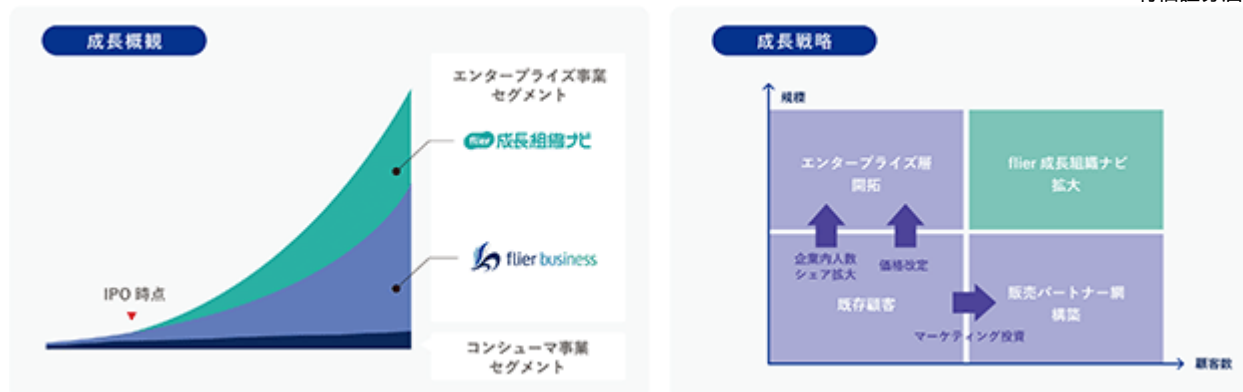 成長概観
エンタープライズ事業
セグメント
flier 成長組織ナビ
flier business
IPO 時点
コンシューマ事業
セグメント
成長戦略
規模
エンタープライズ層
開拓
flier 成長組織ナビ
拡大
企業内人数
シェア拡大
価格改定
既存顧客
販売パートナー網
構築
マーケティング投資
顧客数